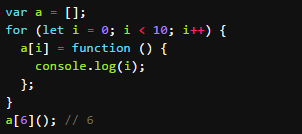 var a = [];
for (let i = 0; i < 10; i++) {
  a[i] = function () {
    console.log(i);
  };
}
a[6](); // 6